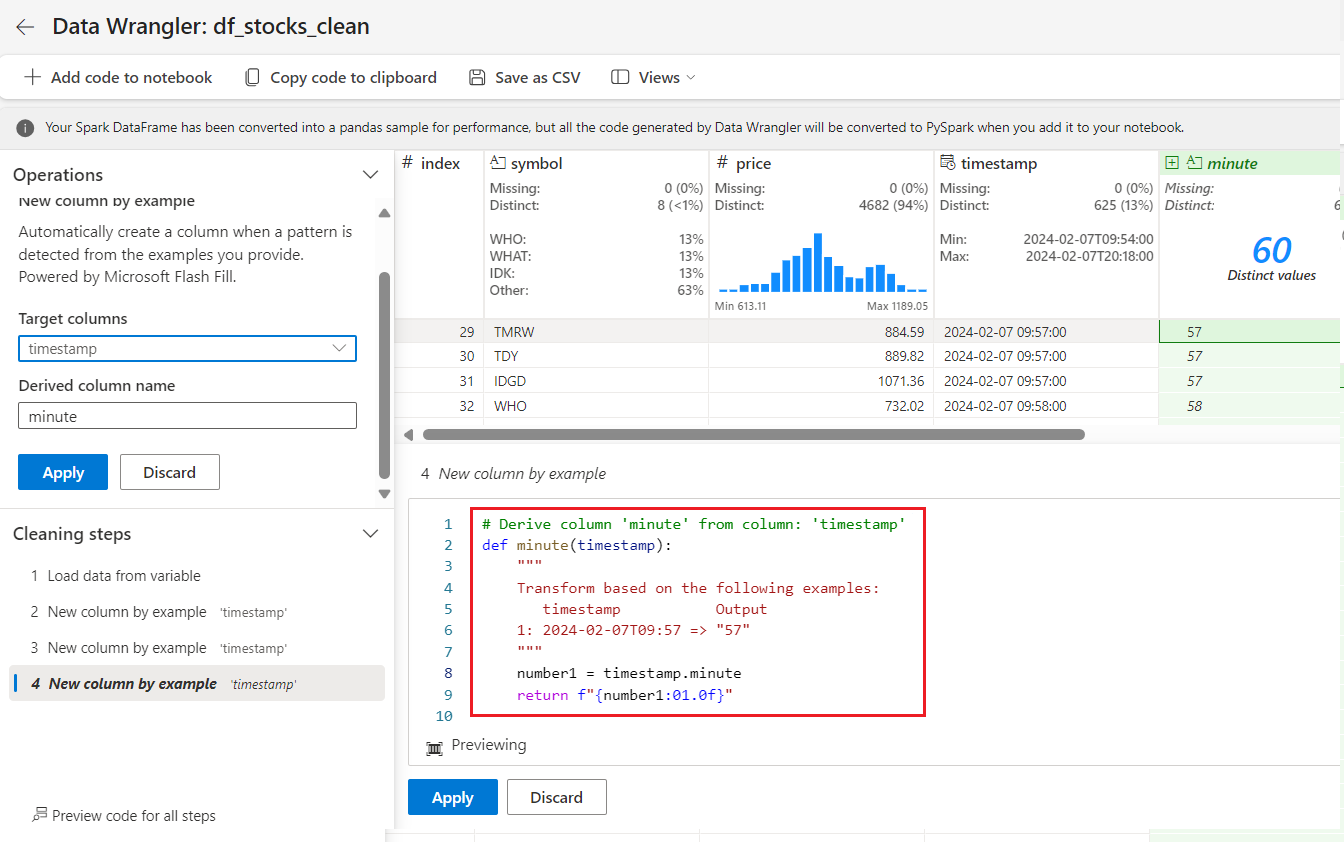 Data Wrangler: df_stocks_clean
Add code to notebook Copy code to clipboard Save as CSV Views
Your Spark DataFrame has been converted into a pandas sample for performance, but all the code generated by Data Wrangler will be converted to PySpark when you add it to your notebook.
Operations
New column by example
Automatically create a column when a pattern is
detected from the examples you provide.
Powered by Microsoft Flash Fill.
Target columns
timestamp
Derived column name
minute
Apply Discard
Cleaning steps
1 Load data from variable
2 New column by example 'timestamp'
3 New column by example 'timestamp'
4 New column by example 'timestamp'
Preview code for all steps
# index
symbol
Missing: 0 (0%)
Distinct: 8 (<1%)
WHO: 13%
WHAT: 13%
IDK: 13%
Other: 63%
# price
Missing: 0 (0%)
Distinct: 4682 (94%)
Min 613.11 Max 1189.05
timestamp
Missing: 0 (0%)
Distinct: 625 (13%)
Min: 2024-02-07T09:54:00
Max: 2024-02-07T20:18:00
minute
Missing:
Distinct:
60
Distinct values
29 TMRW 884.59 2024-02-07 09:57:00 57
30 TDY 889.82 2024-02-07 09:57:00 57
31 IDGD 1071.36 2024-02-07 09:57:00 57
32 WHO 732.02 2024-02-07 09:58:00 58
4 New column by example
1 # Derive column 'minute' from column: 'timestamp'
2 def minute(timestamp):
3 """
4 Transform based on the following examples:
5 timestamp Output
6 1: 2024-02-07T09:57 => "57"
7 """
8 number1 = timestamp.minute
9 return f"{number1:01.0f}"
10
Previewing
Apply Discard